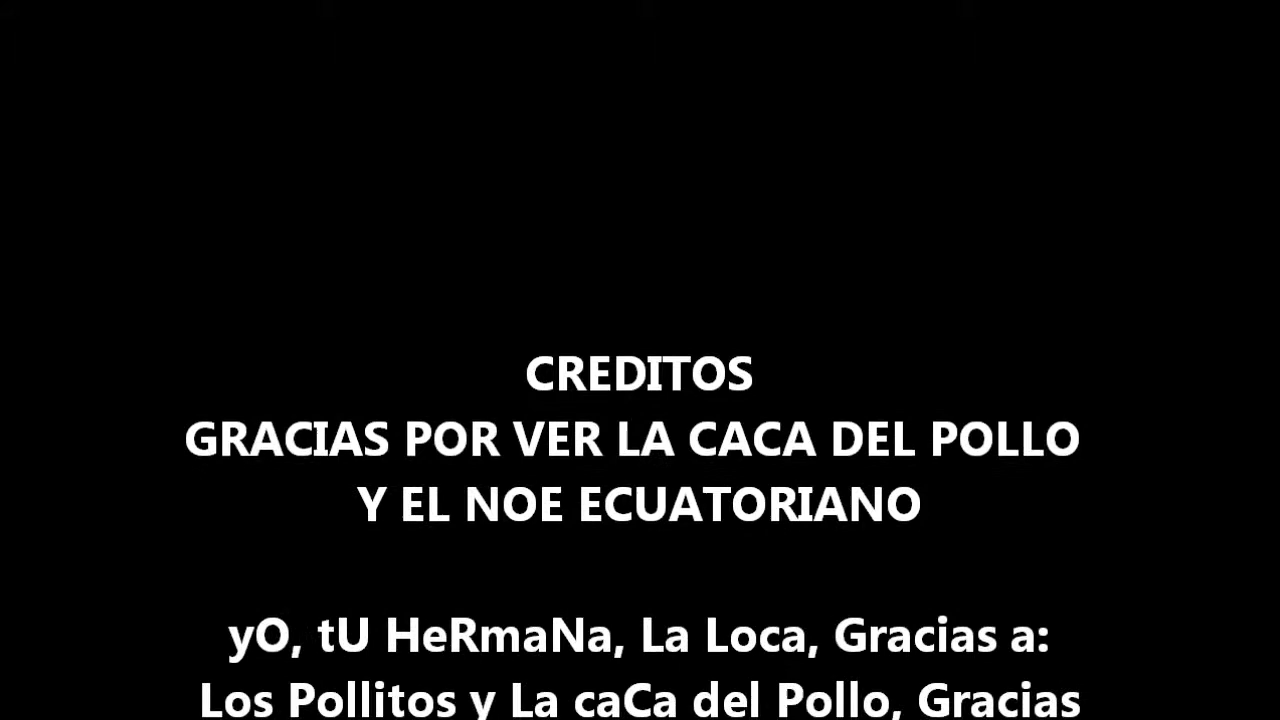 CREDITOS
GRACIAS POR VER LA CACA DEL POLLO
Y EL NOE ECUATORIANO
yO, tU HeRmaNa, La Loca, Gracias a:
Los Pollitos y La caCa del Pollo, Gracias